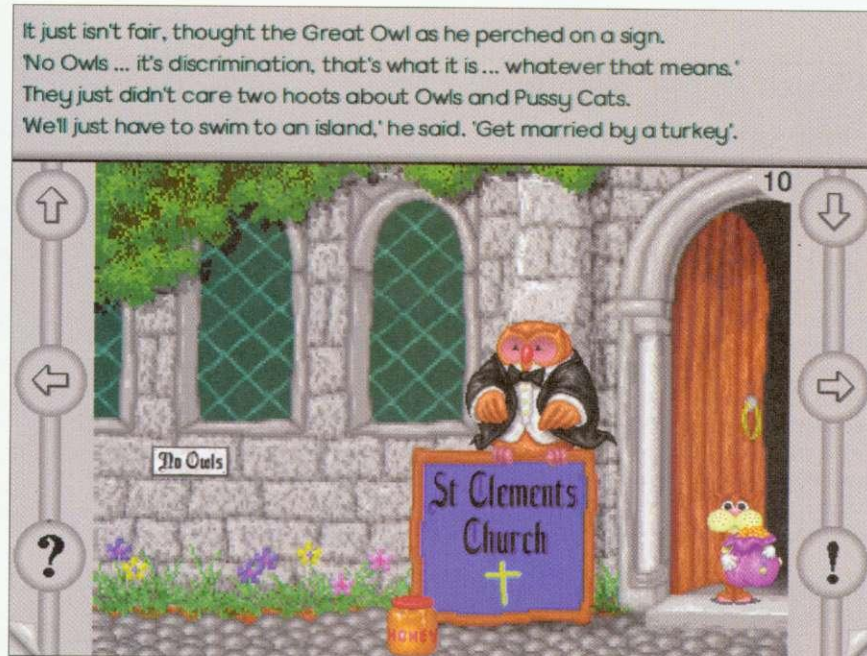 It just isn't fair, thought the Great Owl as he perched on a sign.
'No Owls ... it's discrimination, that's what it is ... whatever that means.'
They just didn't care two hoots about Owls and Pussy Cats.
'We'll just have to swim to an island,' he said. 'Get married by a turkey'.
10
No Owls
St Clements
Church
?
!
HONEY